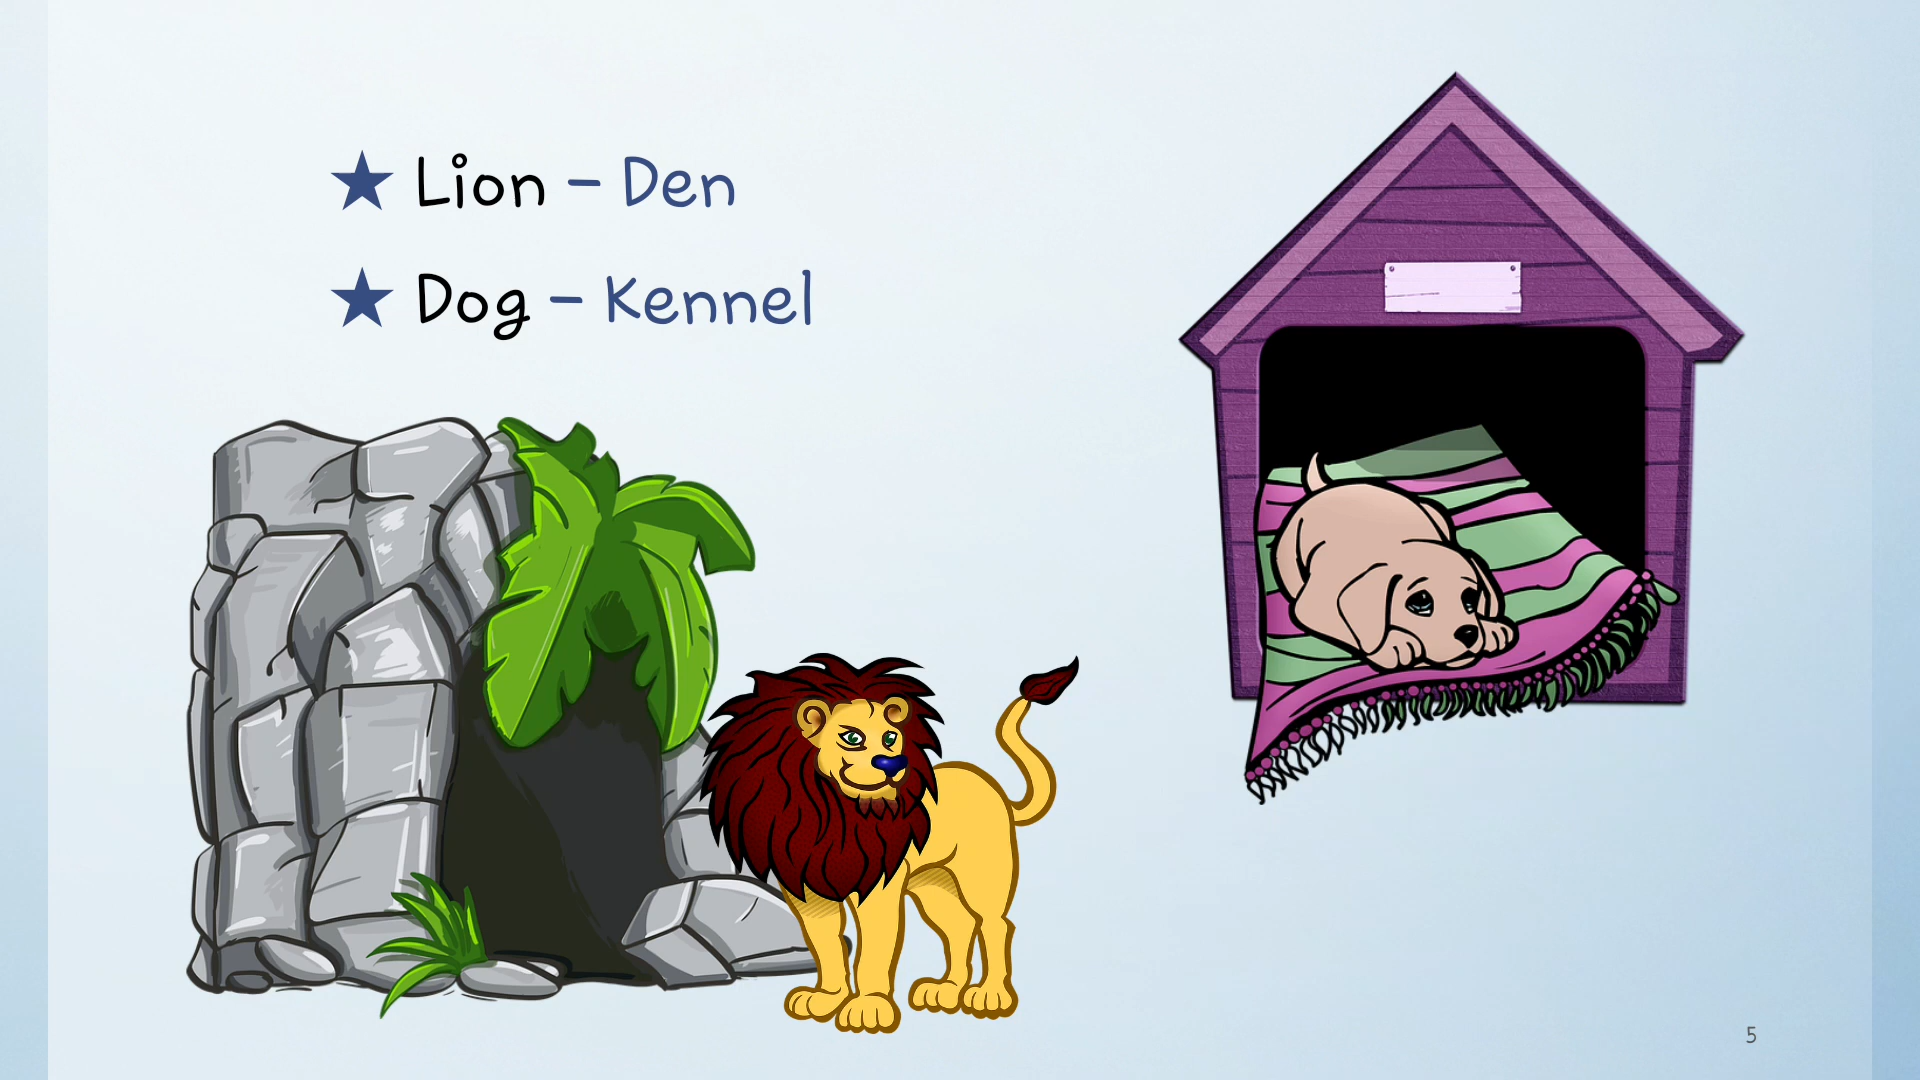 ★ Lion – Den
★ Dog – Kennel
5